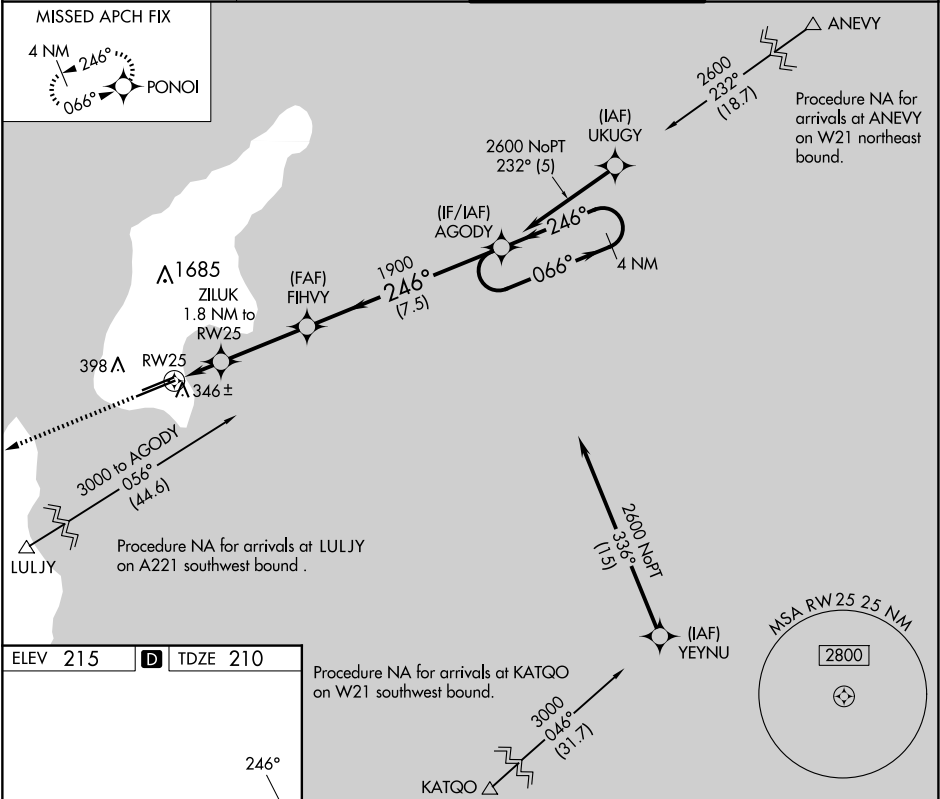 MISSED APCH FIX
4 NM
246°
066°
PONOI
ANEVY
2600
232°
(18.7)
Procedure NA for
arrivals at ANEVY
on W21 northeast
bound.
(IAF)
UKUGY
2600 NoPT
232° (5)
(IF/IAF)
AGODY
246°
066°
4 NM
1900
246°
(7.5)
(FAF)
FIHVY
1685
ZILUK
1.8 NM to
RW25
398
RW25
346±
3000 to AGODY
056°
(44.6)
LULJY
Procedure NA for arrivals at LULJY
on A221 southwest bound .
2600 NoPT
336°
(15)
(IAF)
YEYNU
MSA RW25 25 NM
2800
ELEV 215
D
TDZE 210
Procedure NA for arrivals at KATQO
on W21 southwest bound.
3000
046°
(31.7)
KATQO
246°